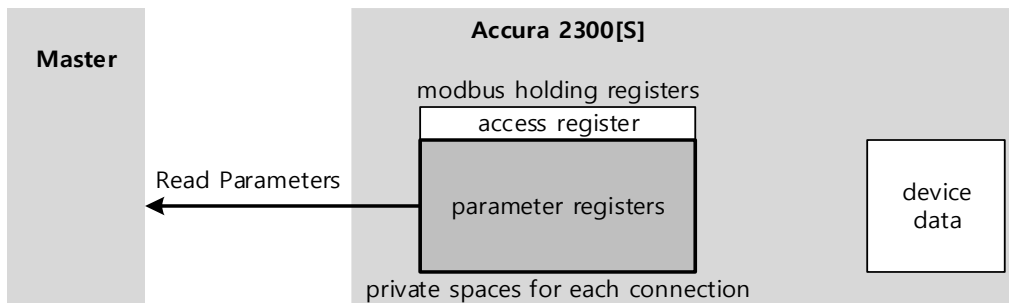 Accura 2300[S]
Master
modbus holding registers
access register
Read Parameters
parameter registers
device
data
private spaces for each connection